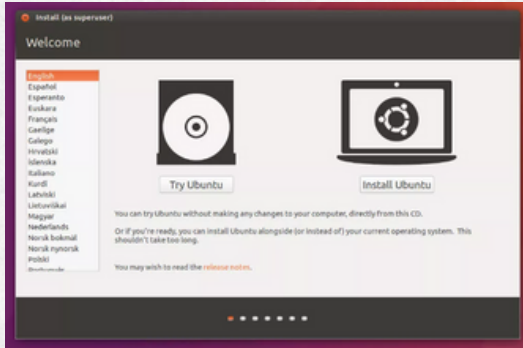 Install (as superuser)
Welcome
English
Español
Esperanto
Euskara
Français
Gaeilge
Galego
Hrvatski
Íslenska
Italiano
Kurdî
Latviski
Lietuviškai
Magyar
Nederlands
Norsk bokmål
Norsk nynorsk
Polski
Português
Try Ubuntu
Install Ubuntu
You can try Ubuntu without making any changes to your computer, directly from this CD.
Or if you're ready, you can install Ubuntu alongside (or instead of) your current operating system. This
shouldn't take too long.
You may wish to read the release notes.